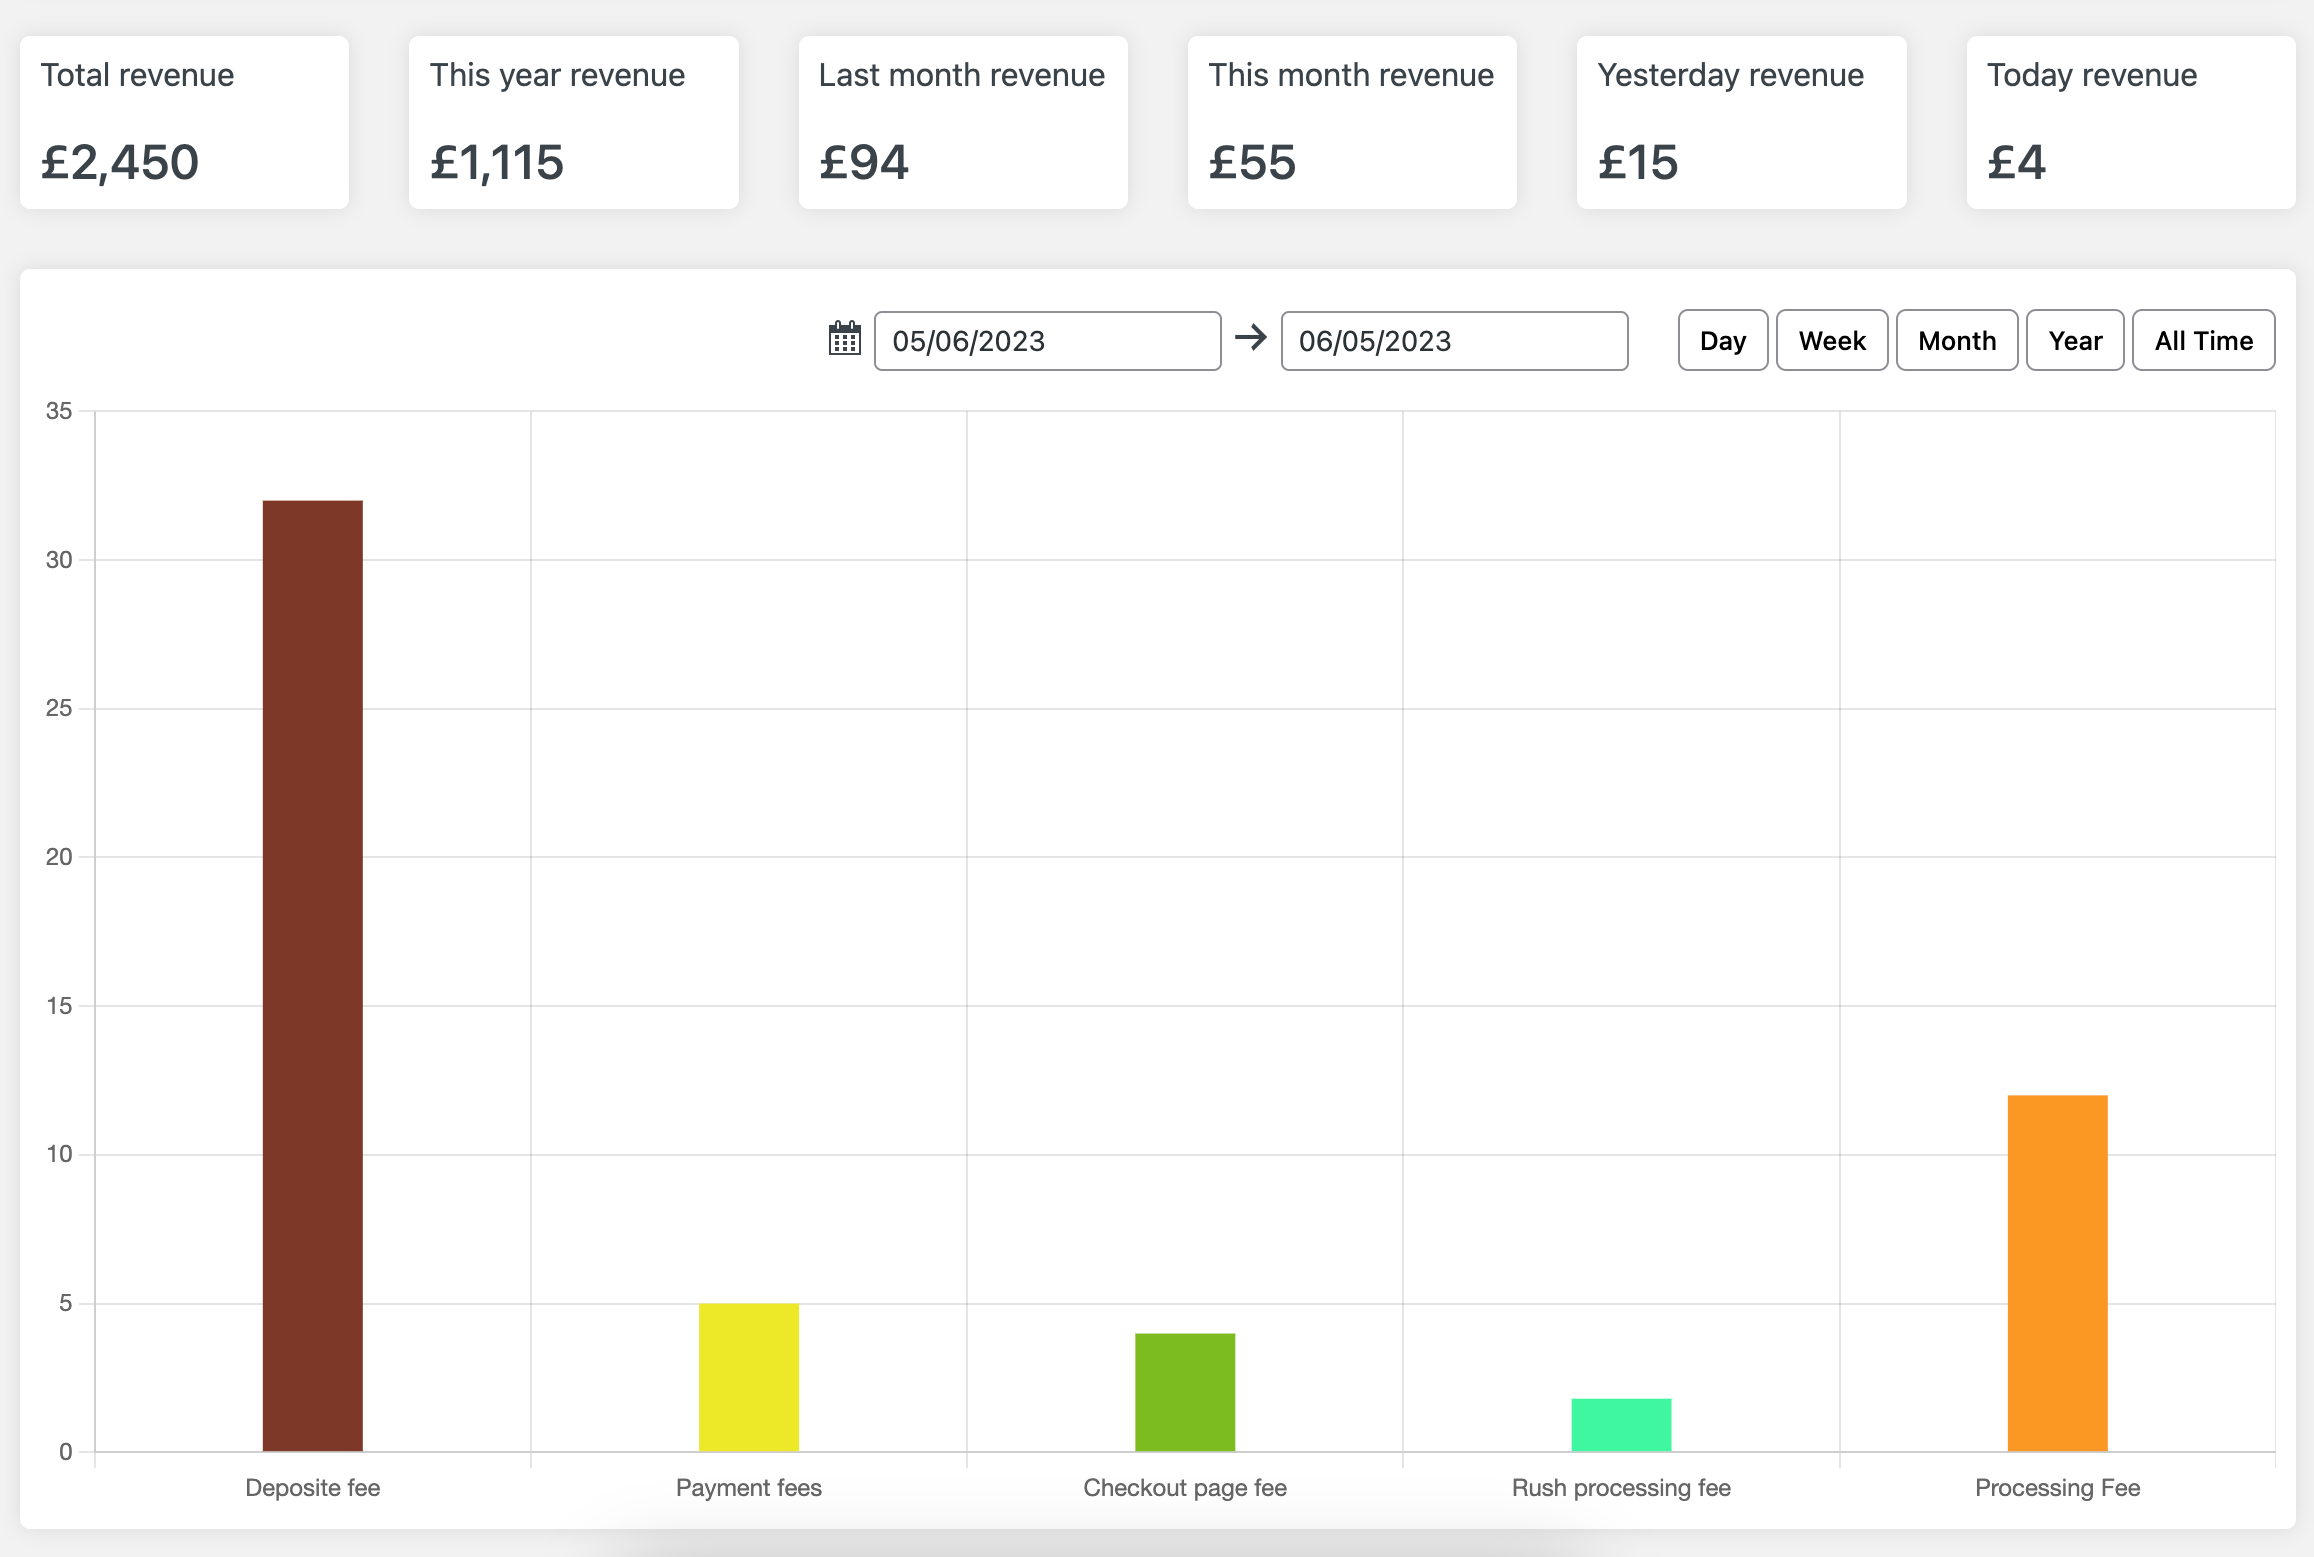 Total revenue
£2,450
This year revenue
£1,115
Last month revenue
£94
This month revenue
£55
Yesterday revenue
£15
Today revenue
£4
05/06/2023
06/05/2023
Day
Week
Month
Year
All Time
35
30
25
20
15
10
5
0
Deposite fee
Payment fees
Checkout page fee
Rush processing fee
Processing Fee